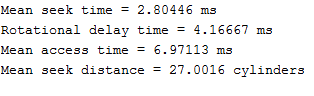 Mean seek time = 2.80446 ms
Rotational delay time = 4.16667 ms
Mean access time = 6.97113 ms
Mean seek distance = 27.0016 cylinders